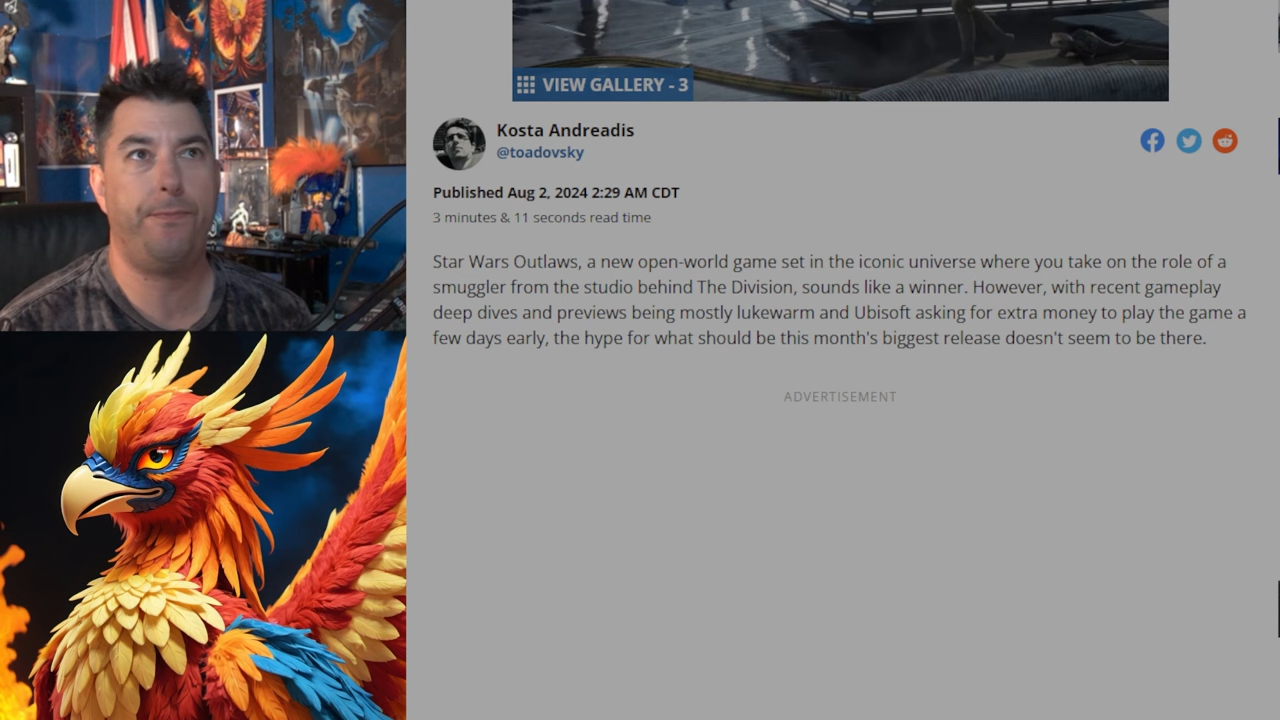 VIEW GALLERY - 3
Kosta Andreadis
@toadovsky
Published Aug 2, 2024 2:29 AM CDT
3 minutes & 11 seconds read time
Star Wars Outlaws, a new open-world game set in the iconic universe where you take on the role of a
smuggler from the studio behind The Division, sounds like a winner. However, with recent gameplay
deep dives and previews being mostly lukewarm and Ubisoft asking for extra money to play the game a
few days early, the hype for what should be this month's biggest release doesn't seem to be there.
ADVERTISEMENT